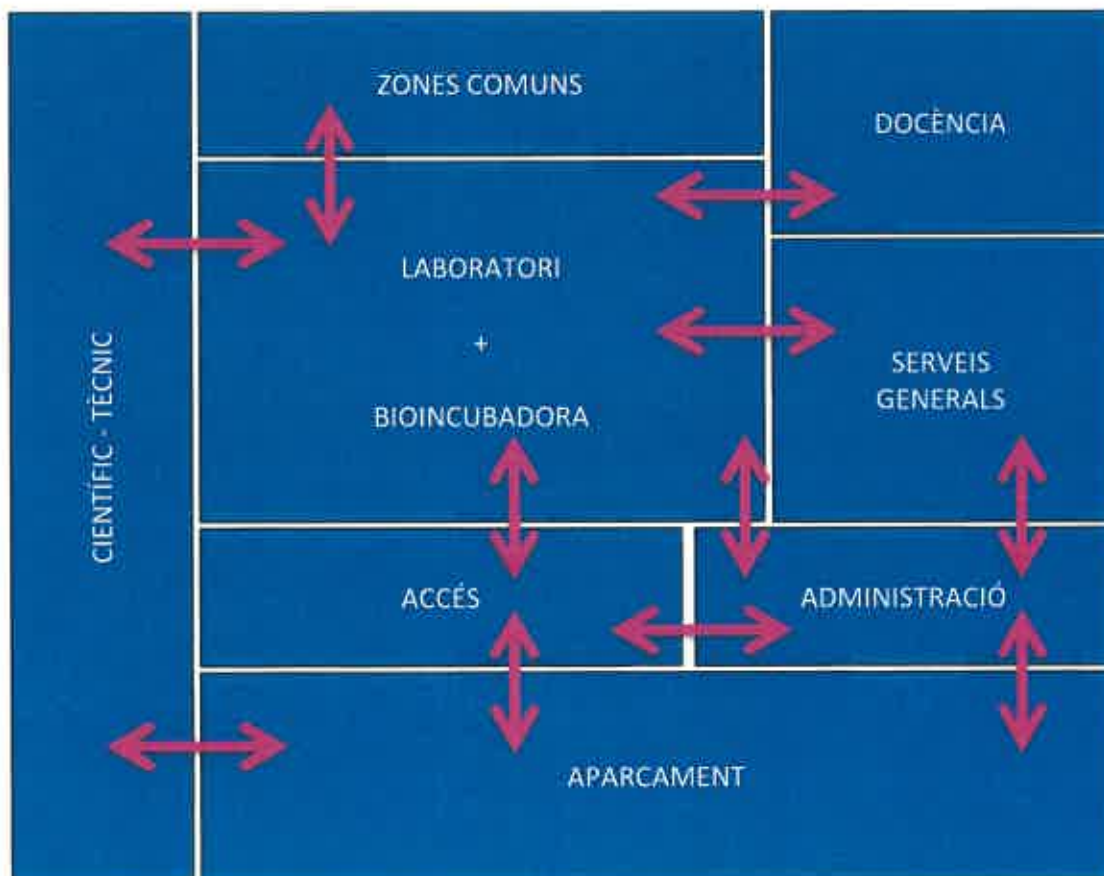 ZONES COMUNS
DOCÈNCIA
LABORATORI
+
BIOINCUBADORA
SERVEIS
GENERALS
CIENTÍFIC - TÈCNIC
ACCÉS
ADMINISTRACIÓ
APARCAMENT